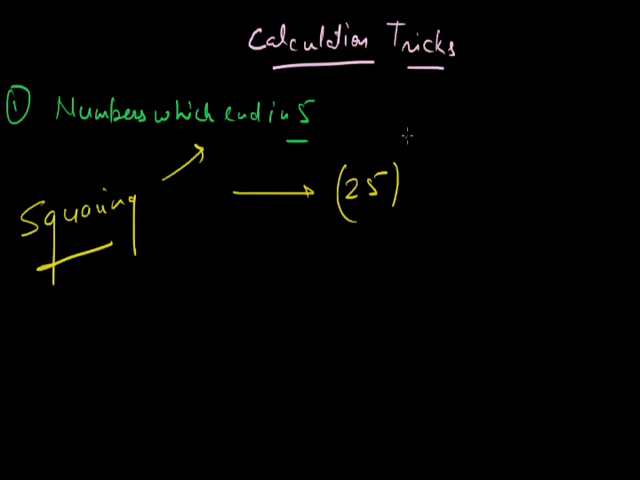 Calculation Tricks
① Numbers which end in 5
Squaring
(25)